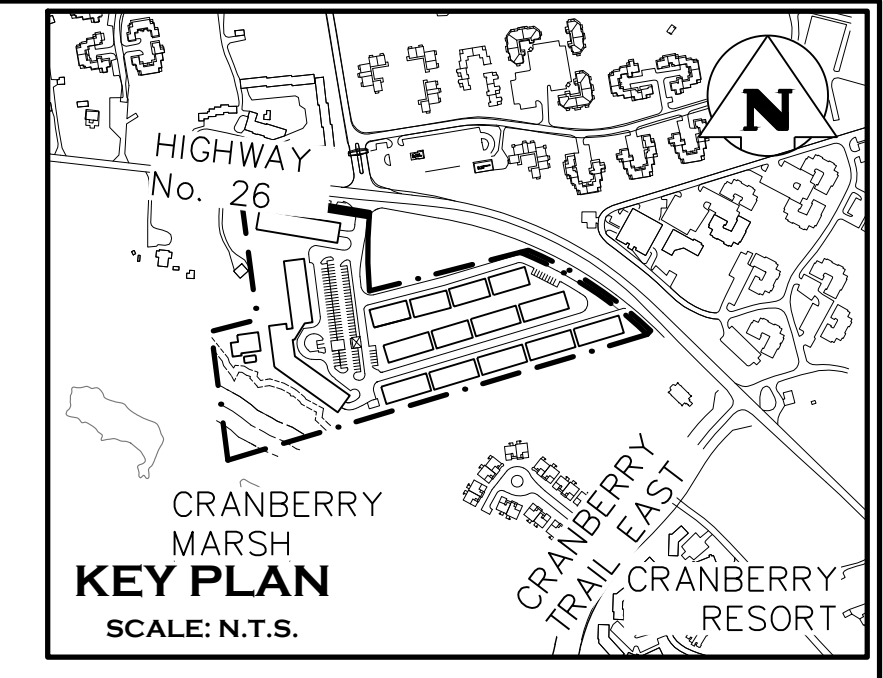 N
HIGHWAY
No. 26
CRANBERRY
MARSH
KEY PLAN
SCALE: N.T.S.
CRANBERRY
TRAIL EAST
CRANBERRY
RESORT